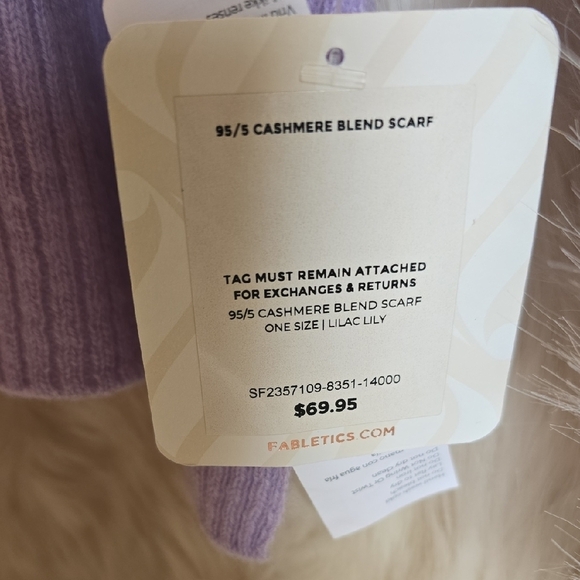 95/5 CASHMERE BLEND SCARF
TAG MUST REMAIN ATTACHED
FOR EXCHANGES & RETURNS
95/5 CASHMERE BLEND SCARF
ONE SIZE | LILAC LILY
SF2357109-8351-14000
$69.95
FABLETICS.COM